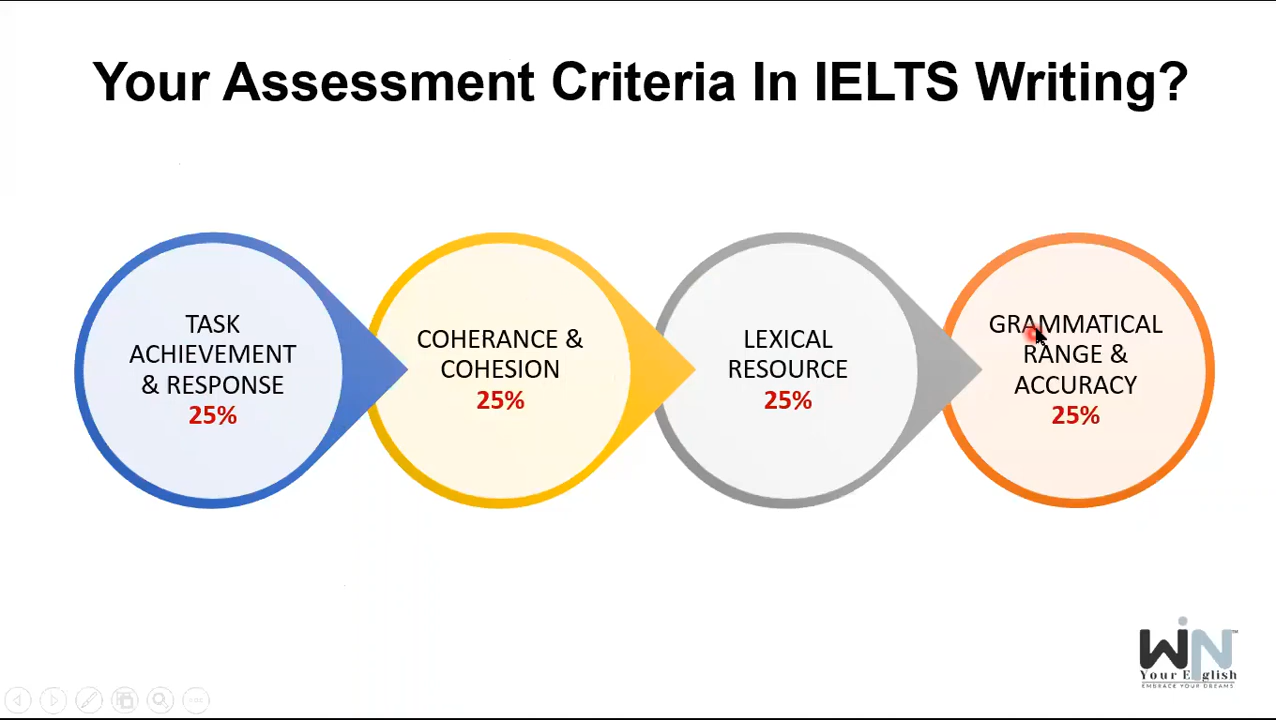 Your Assessment Criteria In IELTS Writing?
TASK
ACHIEVEMENT
& RESPONSE
25%
COHERANCE &
COHESION
25%
LEXICAL
RESOURCE
25%
GRAMMATICAL
RANGE &
ACCURACY
25%
WiN™
Your English
EMBRACE YOUR DREAMS